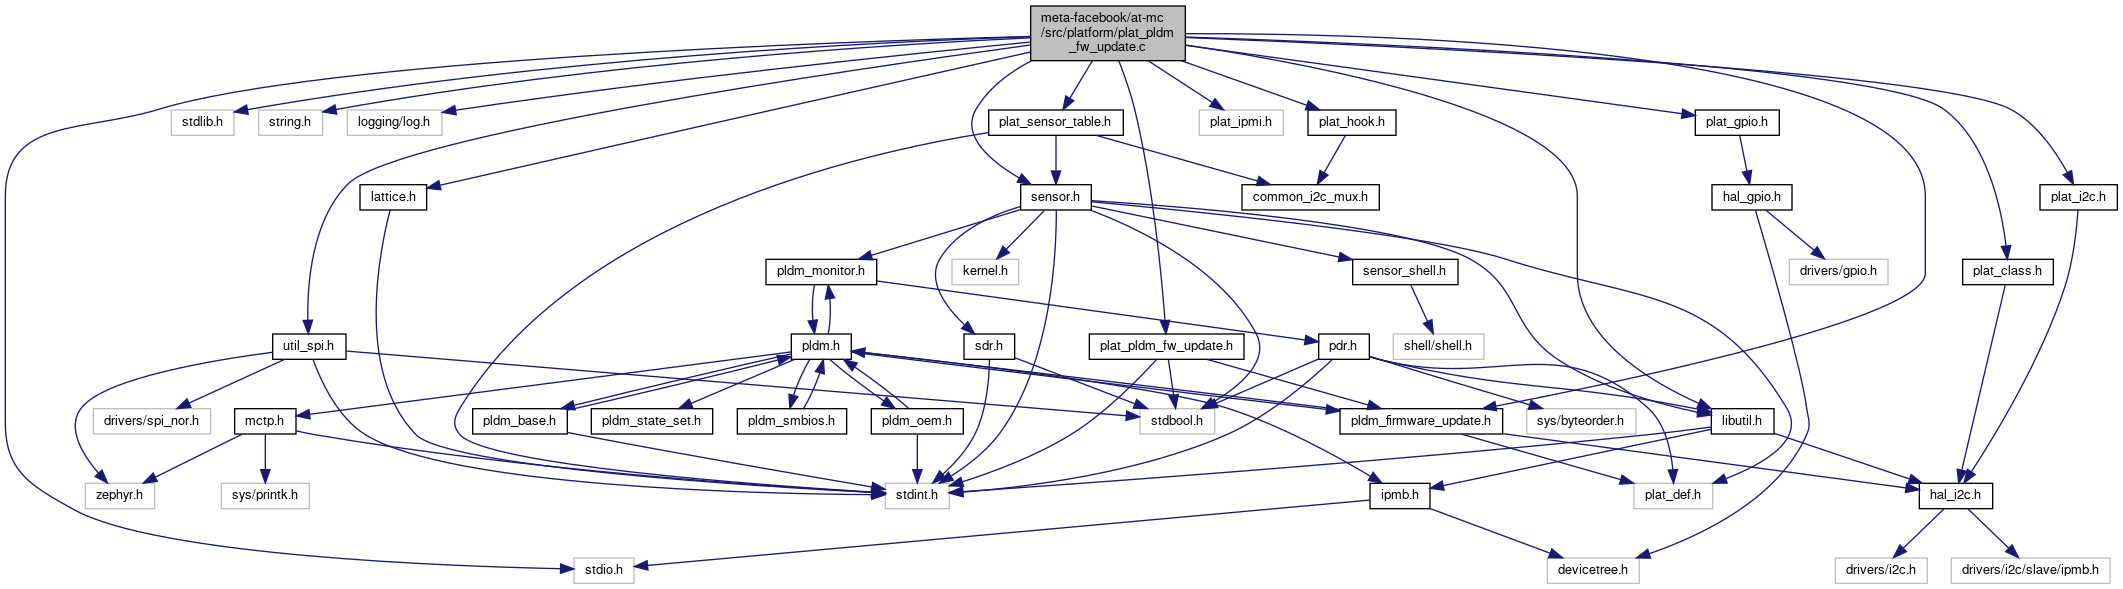 meta-facebook/at-mc
/src/platform/plat_pldm
_fw_update.c
stdlib.h
string.h
logging/log.h
plat_sensor_table.h
plat_ipmi.h
plat_hook.h
plat_gpio.h
lattice.h
sensor.h
common_i2c_mux.h
hal_gpio.h
plat_i2c.h
pldm_monitor.h
kernel.h
sensor_shell.h
drivers/gpio.h
plat_class.h
util_spi.h
pldm.h
sdr.h
plat_pldm_fw_update.h
pdr.h
shell/shell.h
drivers/spi_nor.h
mctp.h
pldm_base.h
pldm_state_set.h
pldm_smbios.h
pldm_oem.h
stdbool.h
pldm_firmware_update.h
sys/byteorder.h
libutil.h
zephyr.h
sys/printk.h
stdint.h
ipmb.h
plat_def.h
hal_i2c.h
stdio.h
devicetree.h
drivers/i2c.h
drivers/i2c/slave/ipmb.h